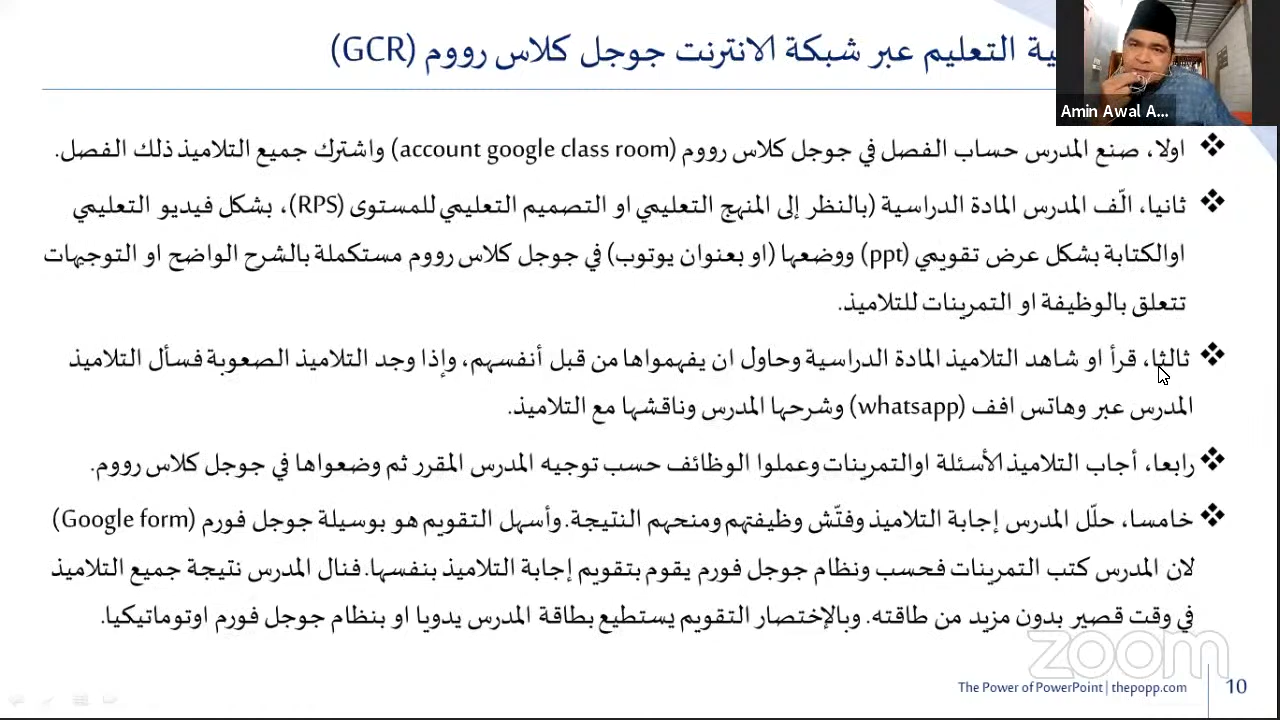 التعليم عبر شبكة الانترنت جوجل كلاس رووم (GCR)
Amin Awal A...
❖ اولا، صنع المدرس حساب الفصل في جوجل كلاس رووم (account google class room) واشترك جميع التلاميذ ذلك الفصل.
❖ ثانيا، الّف المدرس المادة الدراسية (بالنظر إلى المنهج التعليمي او التصميم التعليمي للمستوى (RPS)، بشكل فيديو التعليمي
اوالكتابة بشكل عرض تقويمي (ppt) ووضعها (او بعنوان يوتوب) في جوجل كلاس رووم مستكملة بالشرح الواضح او التوجيهات
تتعلق بالوظيفة او التمرينات للتلاميذ.
❖ ثالثا، قرأ او شاهد التلاميذ المادة الدراسية وحاول ان يفهمواها من قبل أنفسهم، وإذا وجد التلاميذ الصعوبة فسأل التلاميذ
المدرس عبر وهاتس افف (whatsapp) وشرحها المدرس وناقشها مع التلاميذ.
❖ رابعا، أجاب التلاميذ الأسئلة اوالتمرينات وعملوا الوظائف حسب توجيه المدرس المقرر ثم وضعواها في جوجل كلاس رووم.
❖ خامسا، حلّل المدرس إجابة التلاميذ وفتّش وظيفتهم ومنحهم النتيجة. وأسهل التقويم هو بوسيلة جوجل فورم (Google form)
لان المدرس كتب التمرينات فحسب ونظام جوجل فورم يقوم بتقويم إجابة التلاميذ بنفسها. فنال المدرس نتيجة جميع التلاميذ
في وقت قصير بدون مزيد من طاقته. وبالإختصار التقويم يستطيع بطاقة المدرس يدويا او بنظام جوجل فورم اوتوماتيكيا.
zoom
The Power of PowerPoint | thepopp.com
10